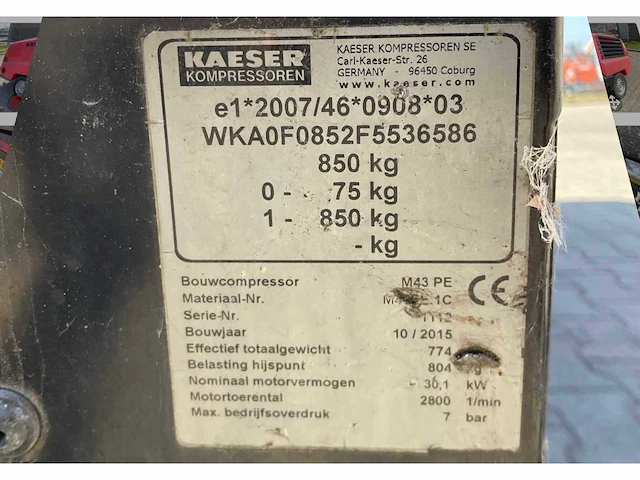 KAESER
KOMPRESSOREN
KAESER KOMPRESSOREN SE
Carl-Kaeser-Str. 26
GERMANY - 96450 Coburg
www.kaeser.com
e1*2007/46*0908*03
WKA0F0852F5536586
850 kg
0 - 75 kg
1 - 850 kg
- kg
Bouwcompressor M43 PE CE
Materiaal-Nr. 1C
Serie-Nr. 1112
Bouwjaar 10 / 2015
Effectief totaalgewicht 774
Belasting hijspunt 804 kg
Nominaal motorvermogen 30,1 kW
Motortoerental 2800 1/min
Max. bedrijfsoverdruk 7 bar